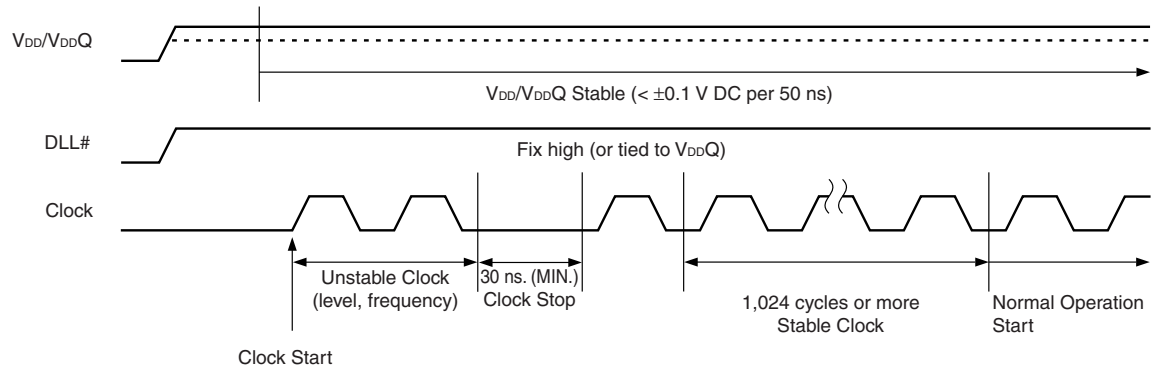 VDD/VDDQ
VDD/VDDQ Stable (< ±0.1 V DC per 50 ns)
DLL#
Fix high (or tied to VDDQ)
Clock
Unstable Clock
(level, frequency)
30 ns. (MIN.)
Clock Stop
1,024 cycles or more
Stable Clock
Normal Operation
Start
Clock Start